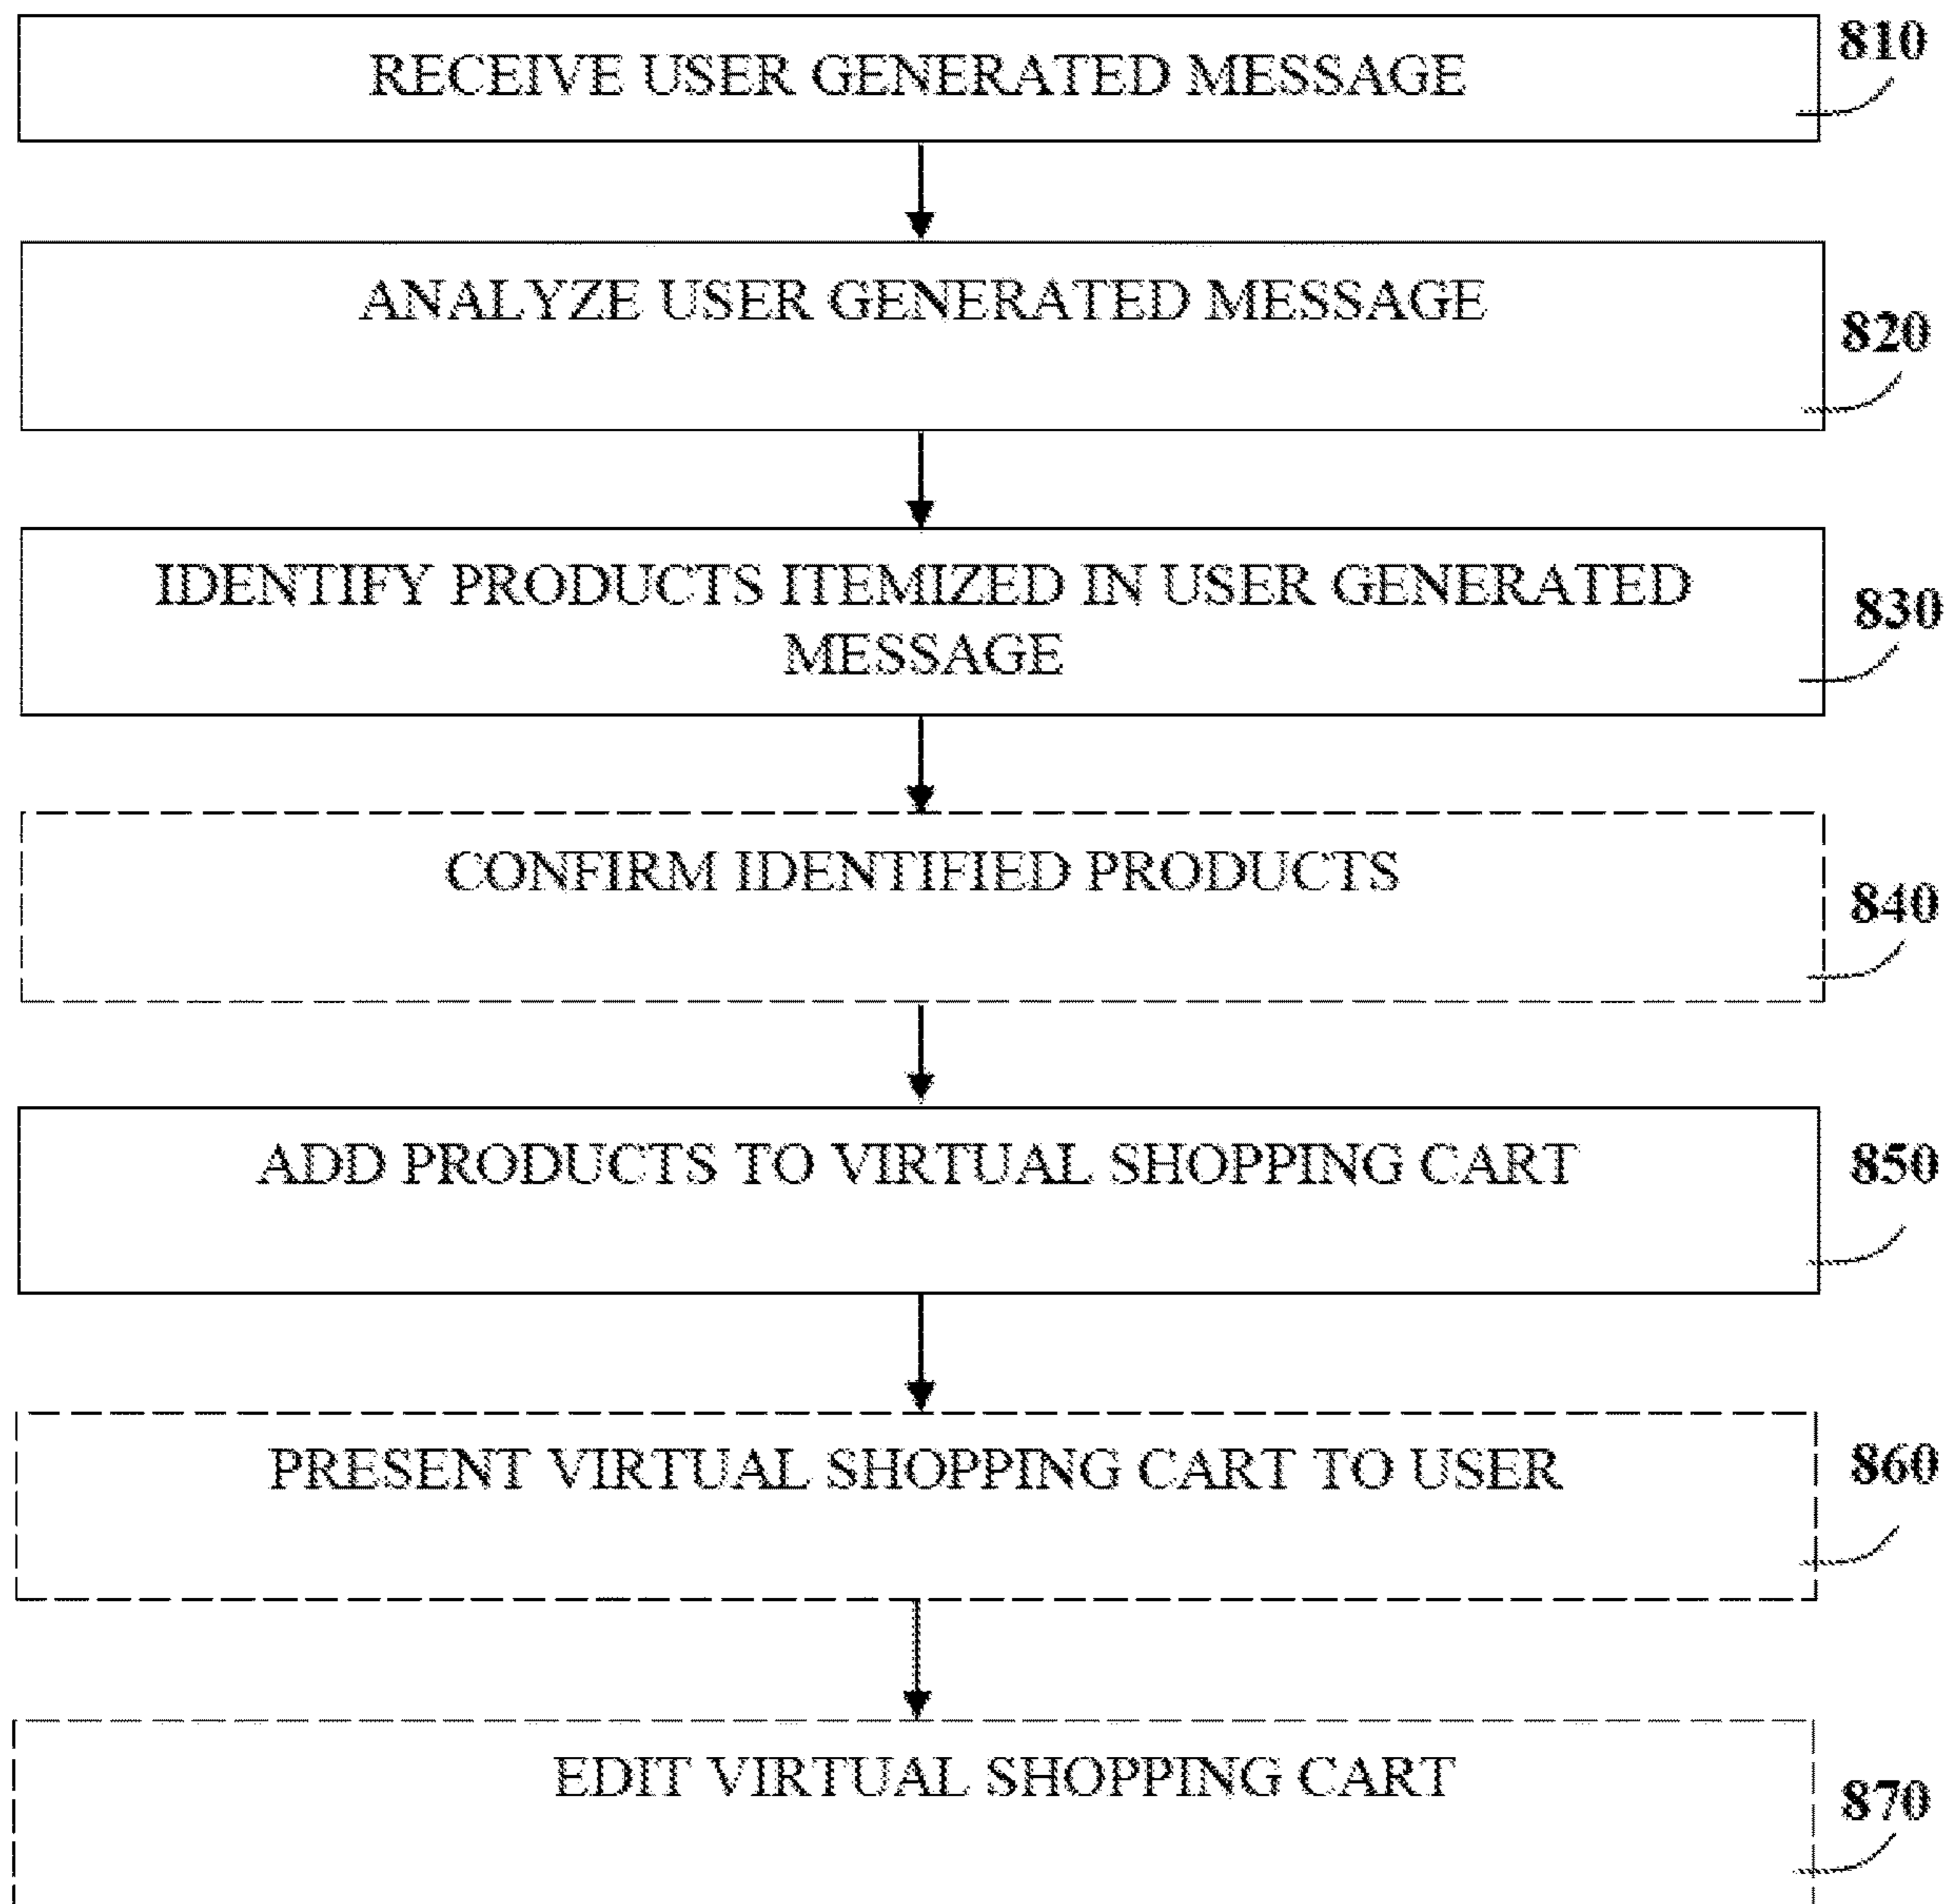 RECEIVE USER GENERATED MESSAGE
810
ANALYZE USER GENERATED MESSAGE
820
IDENTIFY PRODUCTS ITEMIZED IN USER GENERATED
MESSAGE
830
CONFIRM IDENTIFIED PRODUCTS
840
ADD PRODUCTS TO VIRTUAL SHOPPING CART
850
PRESENT VIRTUAL SHOPPING CART TO USER
860
EDIT VIRTUAL SHOPPING CART
870